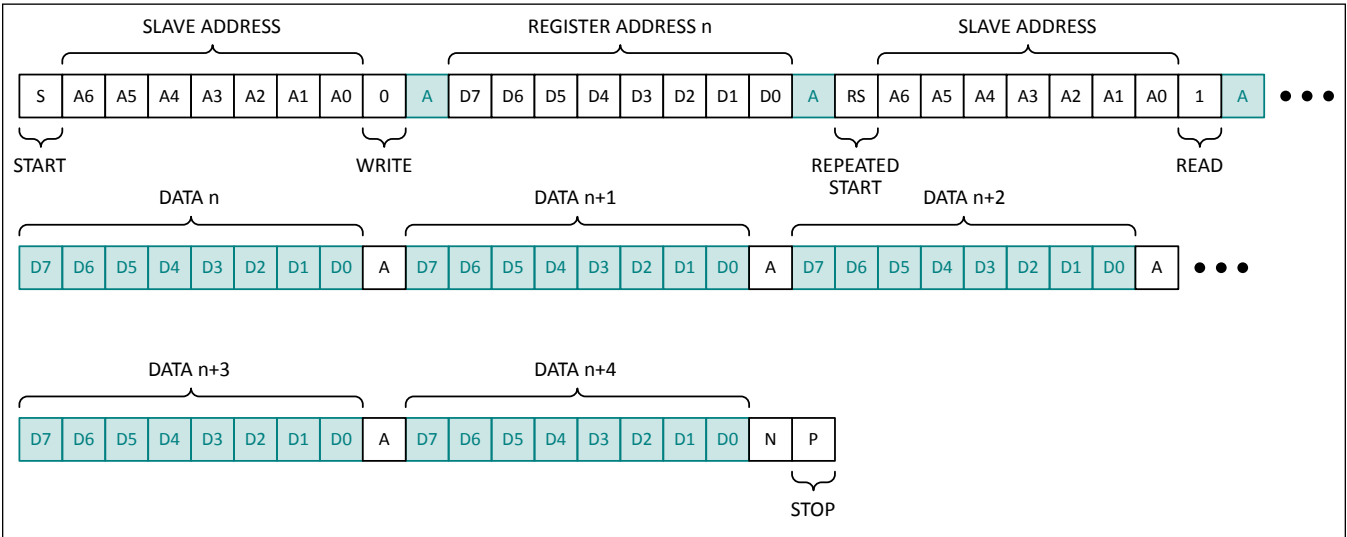 SLAVE ADDRESS REGISTER ADDRESS n SLAVE ADDRESS
S A6 A5 A4 A3 A2 A1 A0 0 A D7 D6 D5 D4 D3 D2 D1 D0 A RS A6 A5 A4 A3 A2 A1 A0 1 A •••
START WRITE REPEATED START READ
DATA n DATA n+1 DATA n+2
D7 D6 D5 D4 D3 D2 D1 D0 A D7 D6 D5 D4 D3 D2 D1 D0 A D7 D6 D5 D4 D3 D2 D1 D0 A •••
DATA n+3 DATA n+4
D7 D6 D5 D4 D3 D2 D1 D0 A D7 D6 D5 D4 D3 D2 D1 D0 N P
STOP